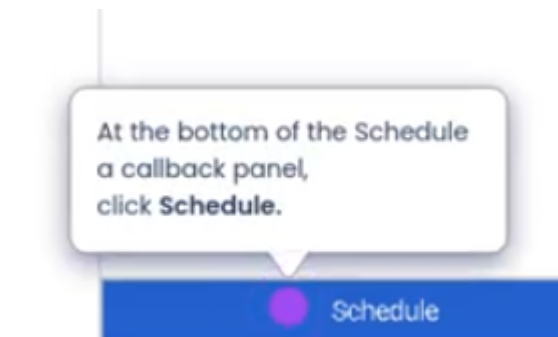 At the bottom of the Schedule
a callback panel,
click Schedule.
Schedule